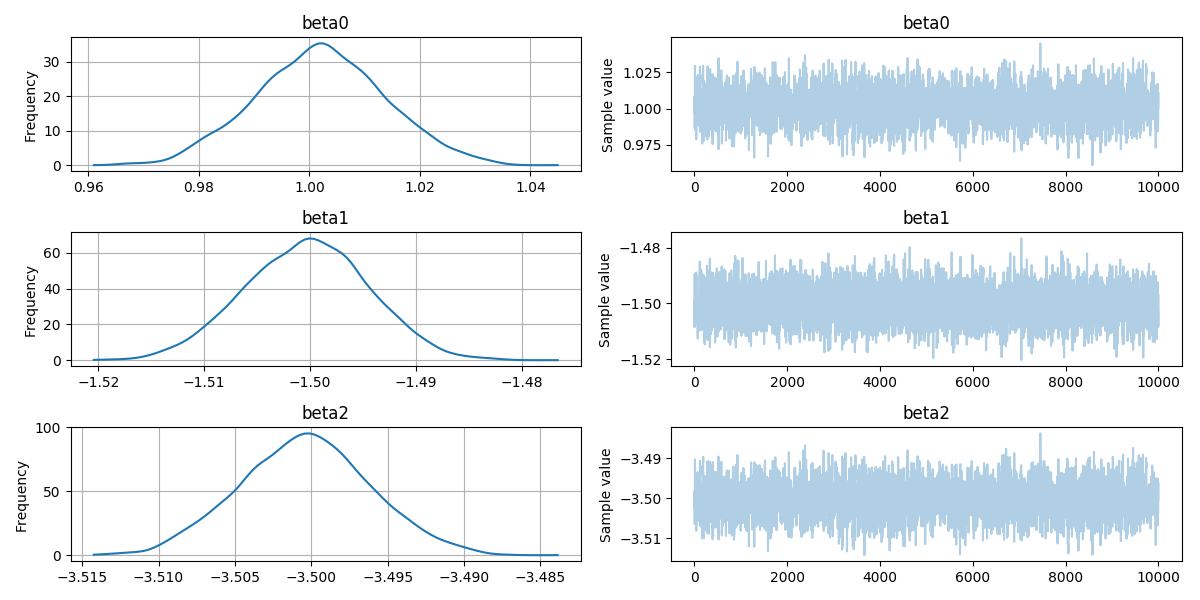 beta0
Frequency
30
20
10
0
0.96 0.98 1.00 1.02 1.04
beta0
Sample value
1.025
1.000
0.975
0 2000 4000 6000 8000 10000
beta1
Frequency
60
40
20
0
−1.52 −1.51 −1.50 −1.49 −1.48
beta1
Sample value
−1.48
−1.50
−1.52
0 2000 4000 6000 8000 10000
beta2
Frequency
100
50
0
−3.515 −3.510 −3.505 −3.500 −3.495 −3.490 −3.485
beta2
Sample value
−3.49
−3.50
−3.51
0 2000 4000 6000 8000 10000